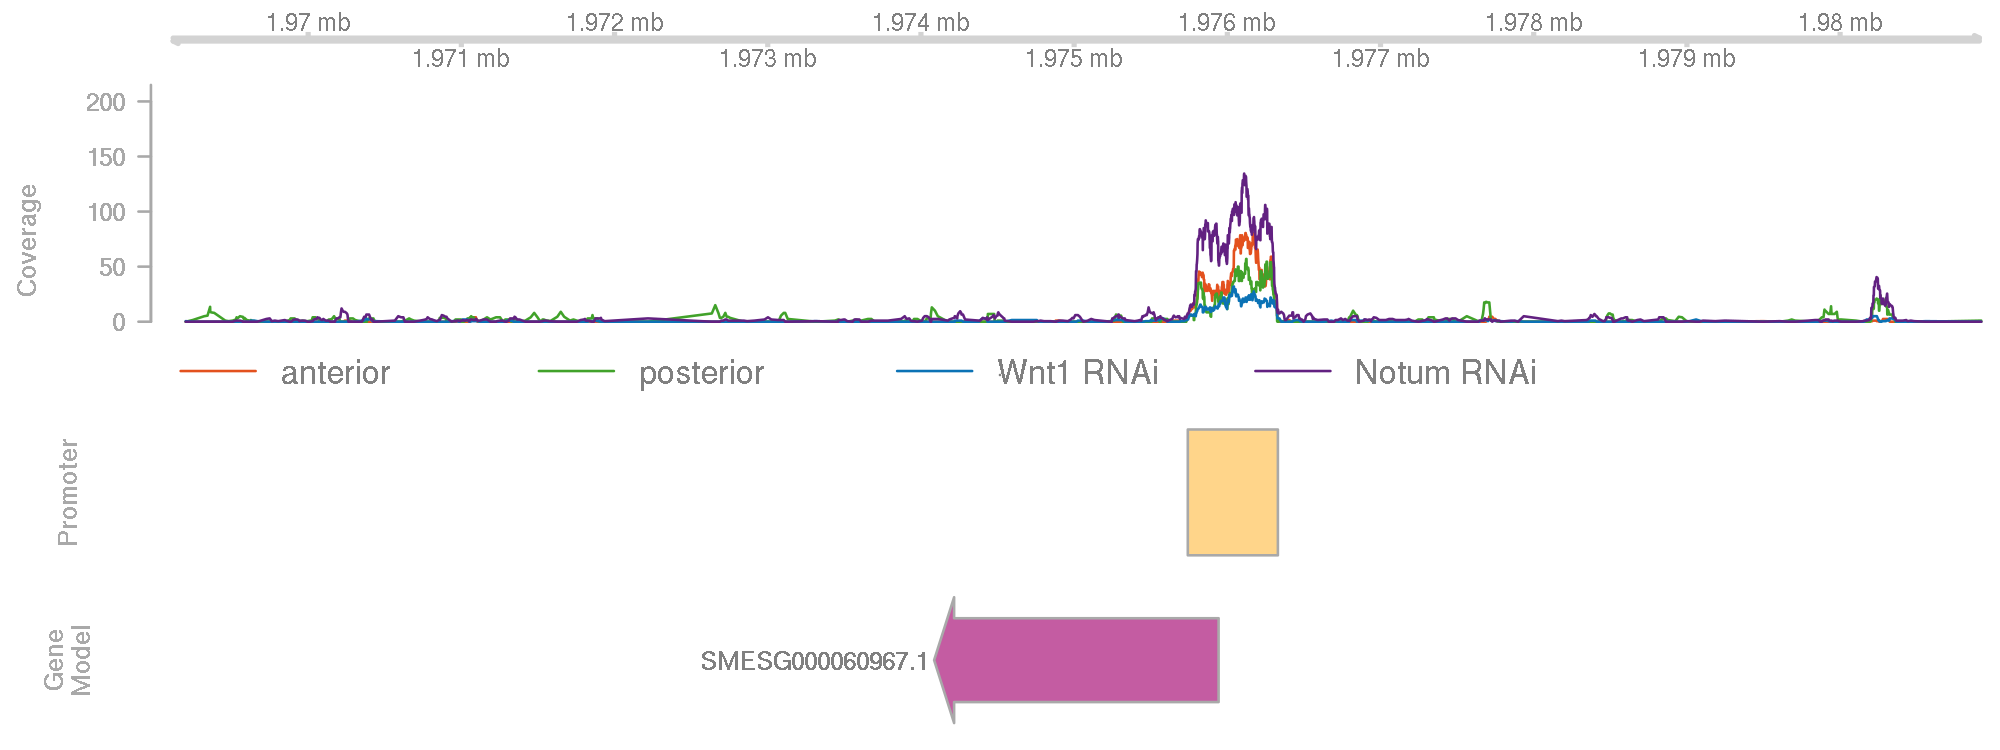 1.97 mb 1.972 mb 1.974 mb 1.976 mb 1.978 mb 1.98 mb
1.971 mb 1.973 mb 1.975 mb 1.977 mb 1.979 mb
Coverage
200
150
100
50
0
anterior posterior Wnt1 RNAi Notum RNAi
Promoter
Gene
Model
SMESG000060967.1